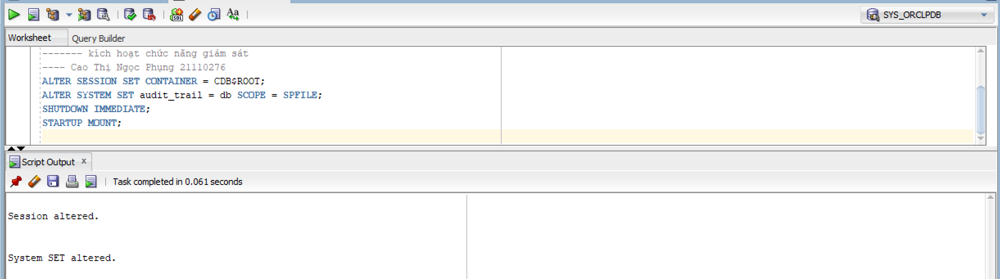 SYS_ORCLPDB
Worksheet
Query Builder
------- kích hoạt chức năng giám sát
---- Cao Thị Ngọc Phụng 21110276
ALTER SESSION SET CONTAINER = CDB$ROOT;
ALTER SYSTEM SET audit_trail = db SCOPE = SPFILE;
SHUTDOWN IMMEDIATE;
STARTUP MOUNT;
Script Output x
Task completed in 0.061 seconds
Session altered.
System SET altered.